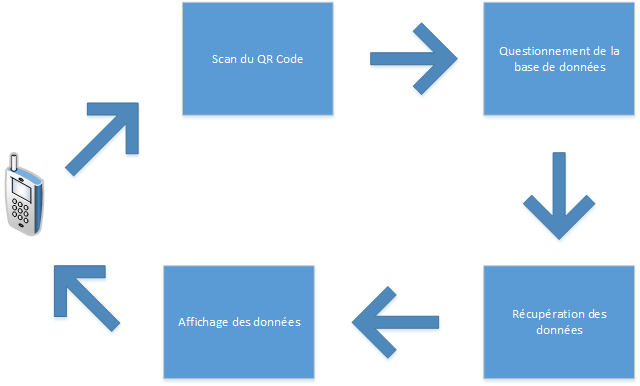 Scan du QR Code
Questionnement de la
base de données
Récupération des
données
Affichage des données